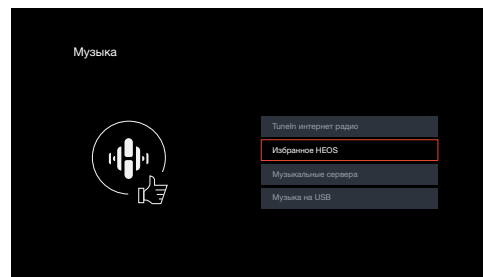 Музыка
TuneIn интернет радио
Избранное HEOS
Музыкальные сервера
Музыка на USB